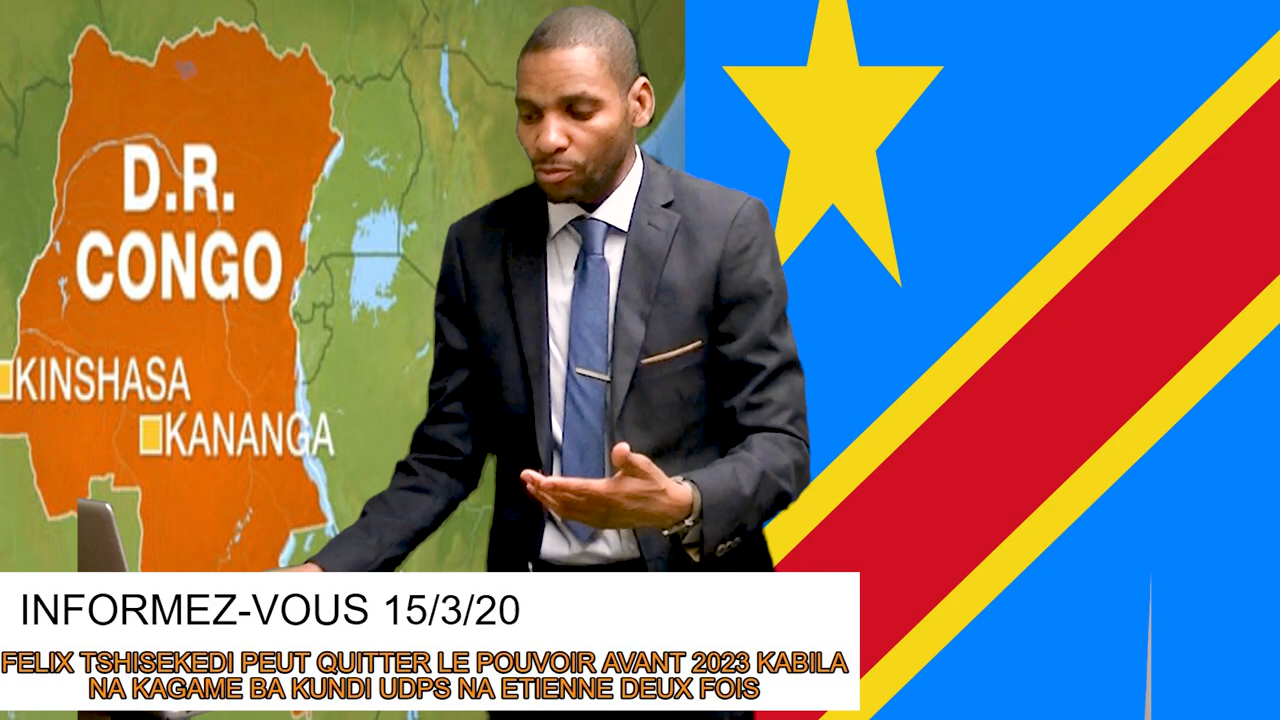 D.R.
CONGO
KINSHASA
KANANGA
INFORMEZ-VOUS 15/3/20
FELIX TSHISEKEDI PEUT QUITTER LE POUVOIR AVANT 2023 KABILA
NA KAGAME BA KUNDI UDPS NA ETIENNE DEUX FOIS